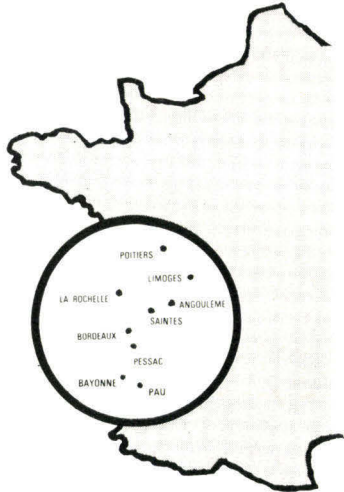 POITIERS
LIMOGES
LA ROCHELLE
ANGOULEME
SAINTES
BORDEAUX
PESSAC
BAYONNE
PAU